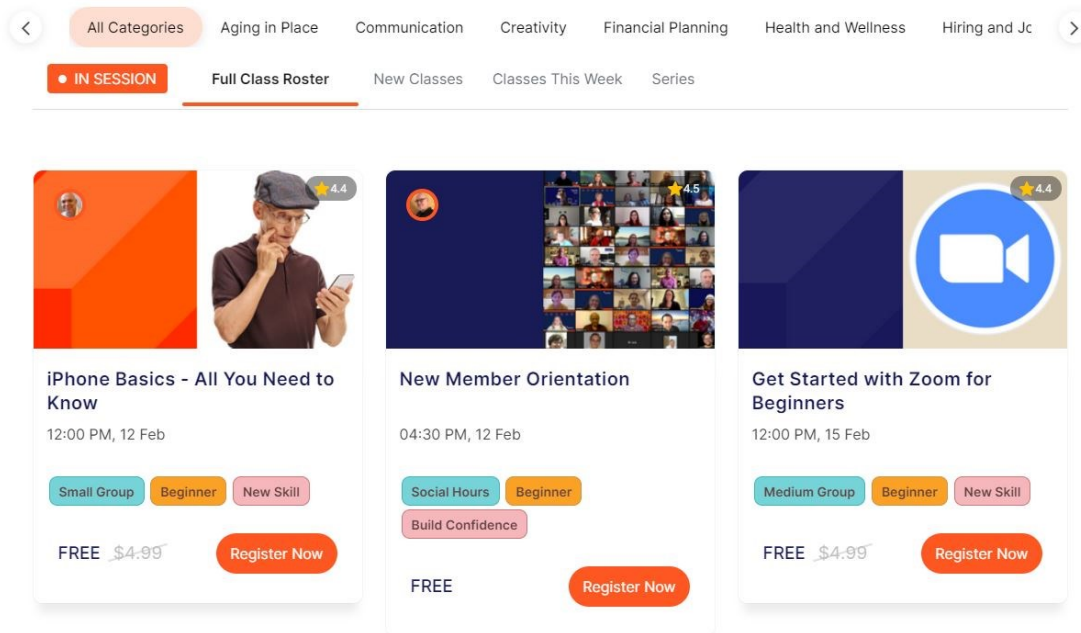 All Categories
Aging in Place
Communication
Creativity
Financial Planning
Health and Wellness
Hiring and Jc
IN SESSION
Full Class Roster
New Classes
Classes This Week
Series
4.4
iPhone Basics - All You Need to
Know
12:00 PM, 12 Feb
Small Group
Beginner
New Skill
FREE $4.99
Register Now
4.5
New Member Orientation
04:30 PM, 12 Feb
Social Hours
Beginner
Build Confidence
FREE
Register Now
4.4
Get Started with Zoom for
Beginners
12:00 PM, 15 Feb
Medium Group
Beginner
New Skill
FREE $4.99
Register Now